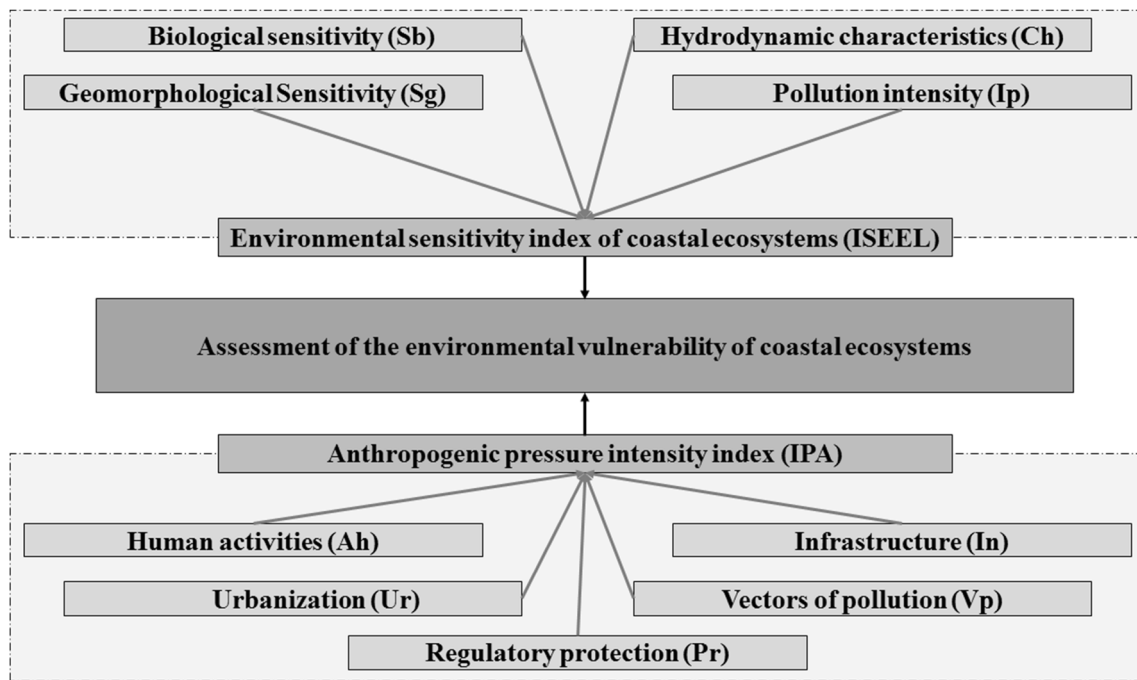 Biological sensitivity (Sb)
Hydrodynamic characteristics (Ch)
Geomorphological Sensitivity (Sg)
Pollution intensity (Ip)
Environmental sensitivity index of coastal ecosystems (ISEEL)
Assessment of the environmental vulnerability of coastal ecosystems
Anthropogenic pressure intensity index (IPA)
Human activities (Ah)
Infrastructure (In)
Urbanization (Ur)
Vectors of pollution (Vp)
Regulatory protection (Pr)